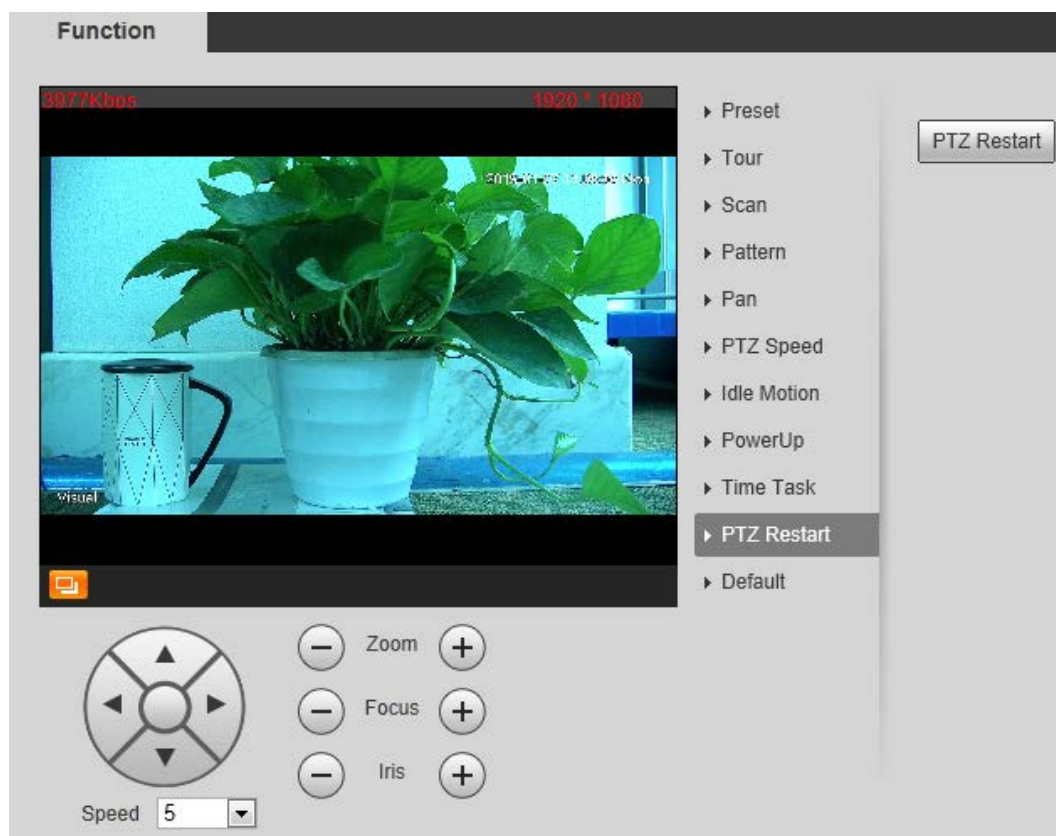 Function
3977Kbps
1920 * 1080
Visual
Preset
Tour
Scan
Pattern
Pan
PTZ Speed
Idle Motion
PowerUp
Time Task
PTZ Restart
Default
PTZ Restart
Zoom
Focus
Iris
Speed 5